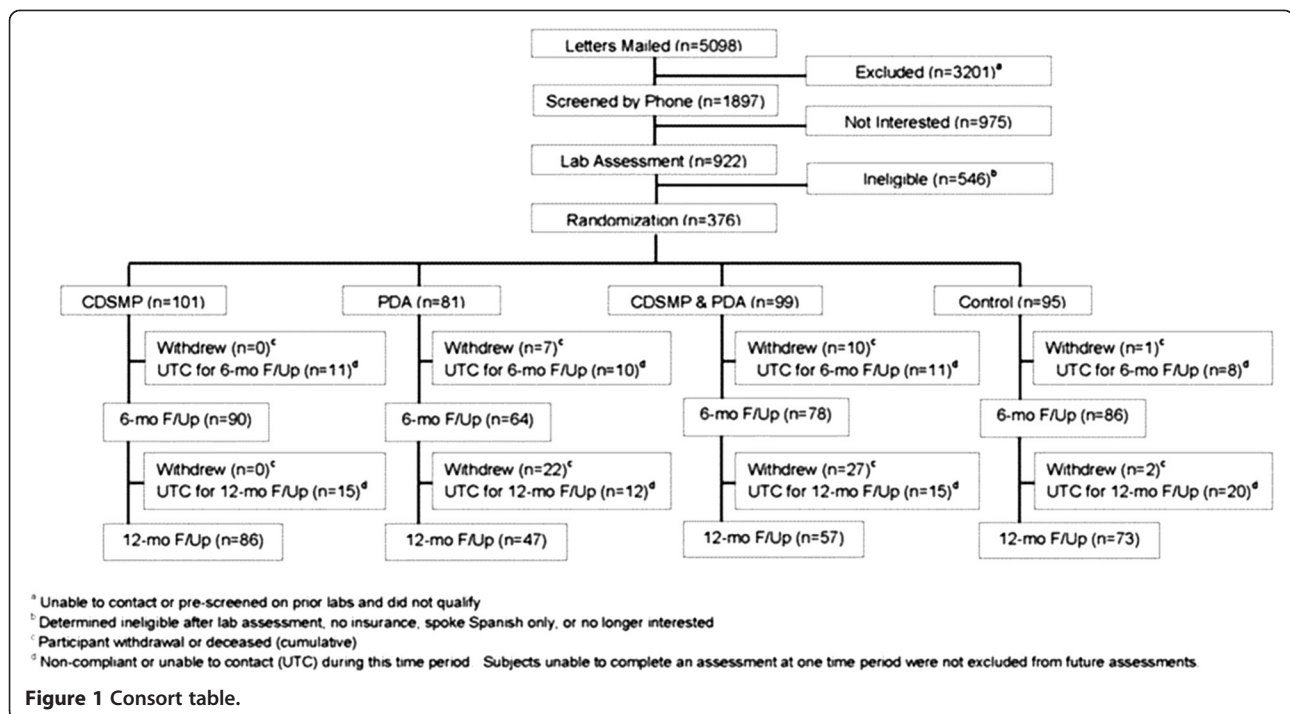 Letters Mailed (n=5098)
Excluded (n=3201)ᵃ
Screened by Phone (n=1897)
Not Interested (n=975)
Lab Assessment (n=922)
Ineligible (n=546)ᵇ
Randomization (n=376)
CDSMP (n=101)
PDA (n=81)
CDSMP & PDA (n=99)
Control (n=95)
Withdrew (n=0)ᶜ
UTC for 6-mo F/Up (n=11)ᵈ
Withdrew (n=7)ᶜ
UTC for 6-mo F/Up (n=10)ᵈ
Withdrew (n=10)ᶜ
UTC for 6-mo F/Up (n=11)ᵈ
Withdrew (n=1)ᶜ
UTC for 6-mo F/Up (n=8)ᵈ
6-mo F/Up (n=90)
6-mo F/Up (n=64)
6-mo F/Up (n=78)
6-mo F/Up (n=86)
Withdrew (n=0)ᶜ
UTC for 12-mo F/Up (n=15)ᵈ
Withdrew (n=22)ᶜ
UTC for 12-mo F/Up (n=12)ᵈ
Withdrew (n=27)ᶜ
UTC for 12-mo F/Up (n=15)ᵈ
Withdrew (n=2)ᶜ
UTC for 12-mo F/Up (n=20)ᵈ
12-mo F/Up (n=86)
12-mo F/Up (n=47)
12-mo F/Up (n=57)
12-mo F/Up (n=73)
ᵃ Unable to contact or pre-screened on prior labs and did not qualify
ᵇ Determined ineligible after lab assessment, no insurance, spoke Spanish only, or no longer interested
ᶜ Participant withdrawal or deceased (cumulative)
ᵈ Non-compliant or unable to contact (UTC) during this time period. Subjects unable to complete an assessment at one time period were not excluded from future assessments.
Figure 1 Consort table.